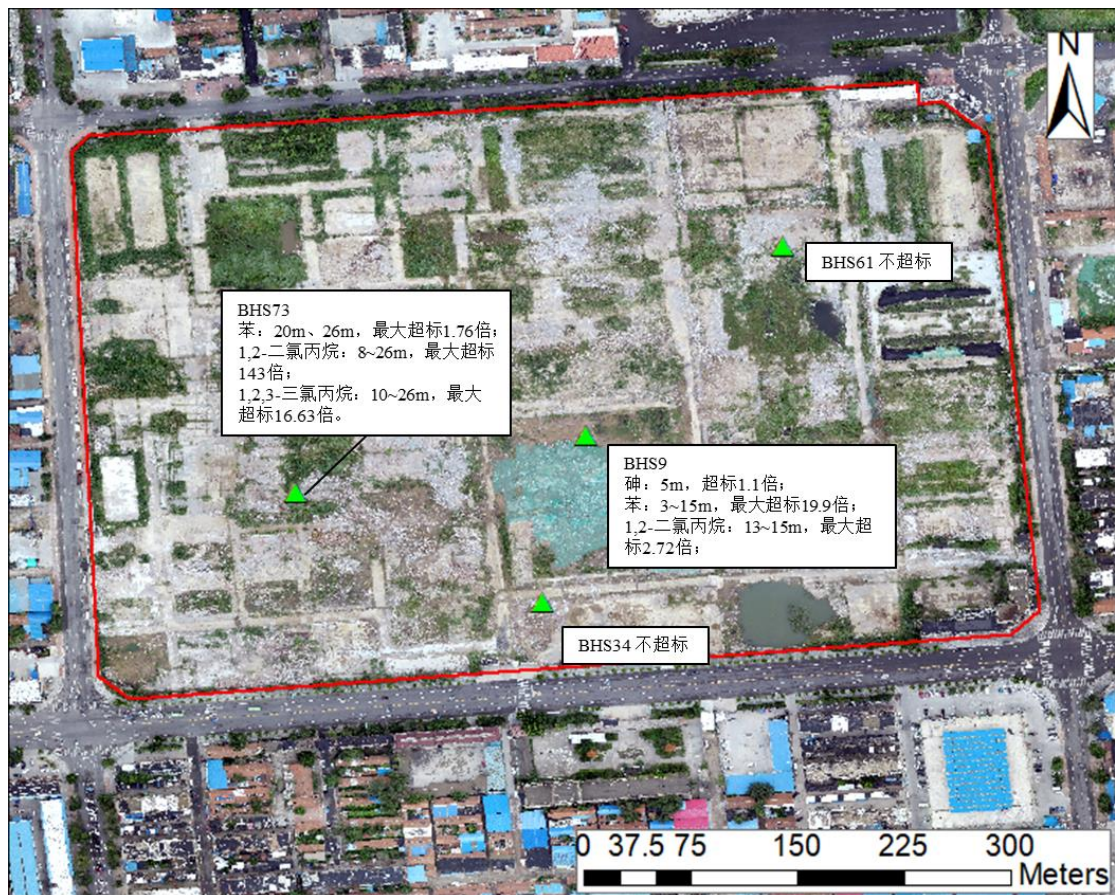 N
BHS61 不超标
BHS73
苯：20m、26m，最大超标1.76倍；
1,2-二氯丙烷：8~26m，最大超标
143倍；
1,2,3-三氯丙烷：10~26m，最大
超标16.63倍。
BHS9
砷：5m，超标1.1倍；
苯：3~15m，最大超标19.9倍；
1,2-二氯丙烷：13~15m，最大超
标2.72倍；
BHS34 不超标
0 37.5 75 150 225 300
Meters